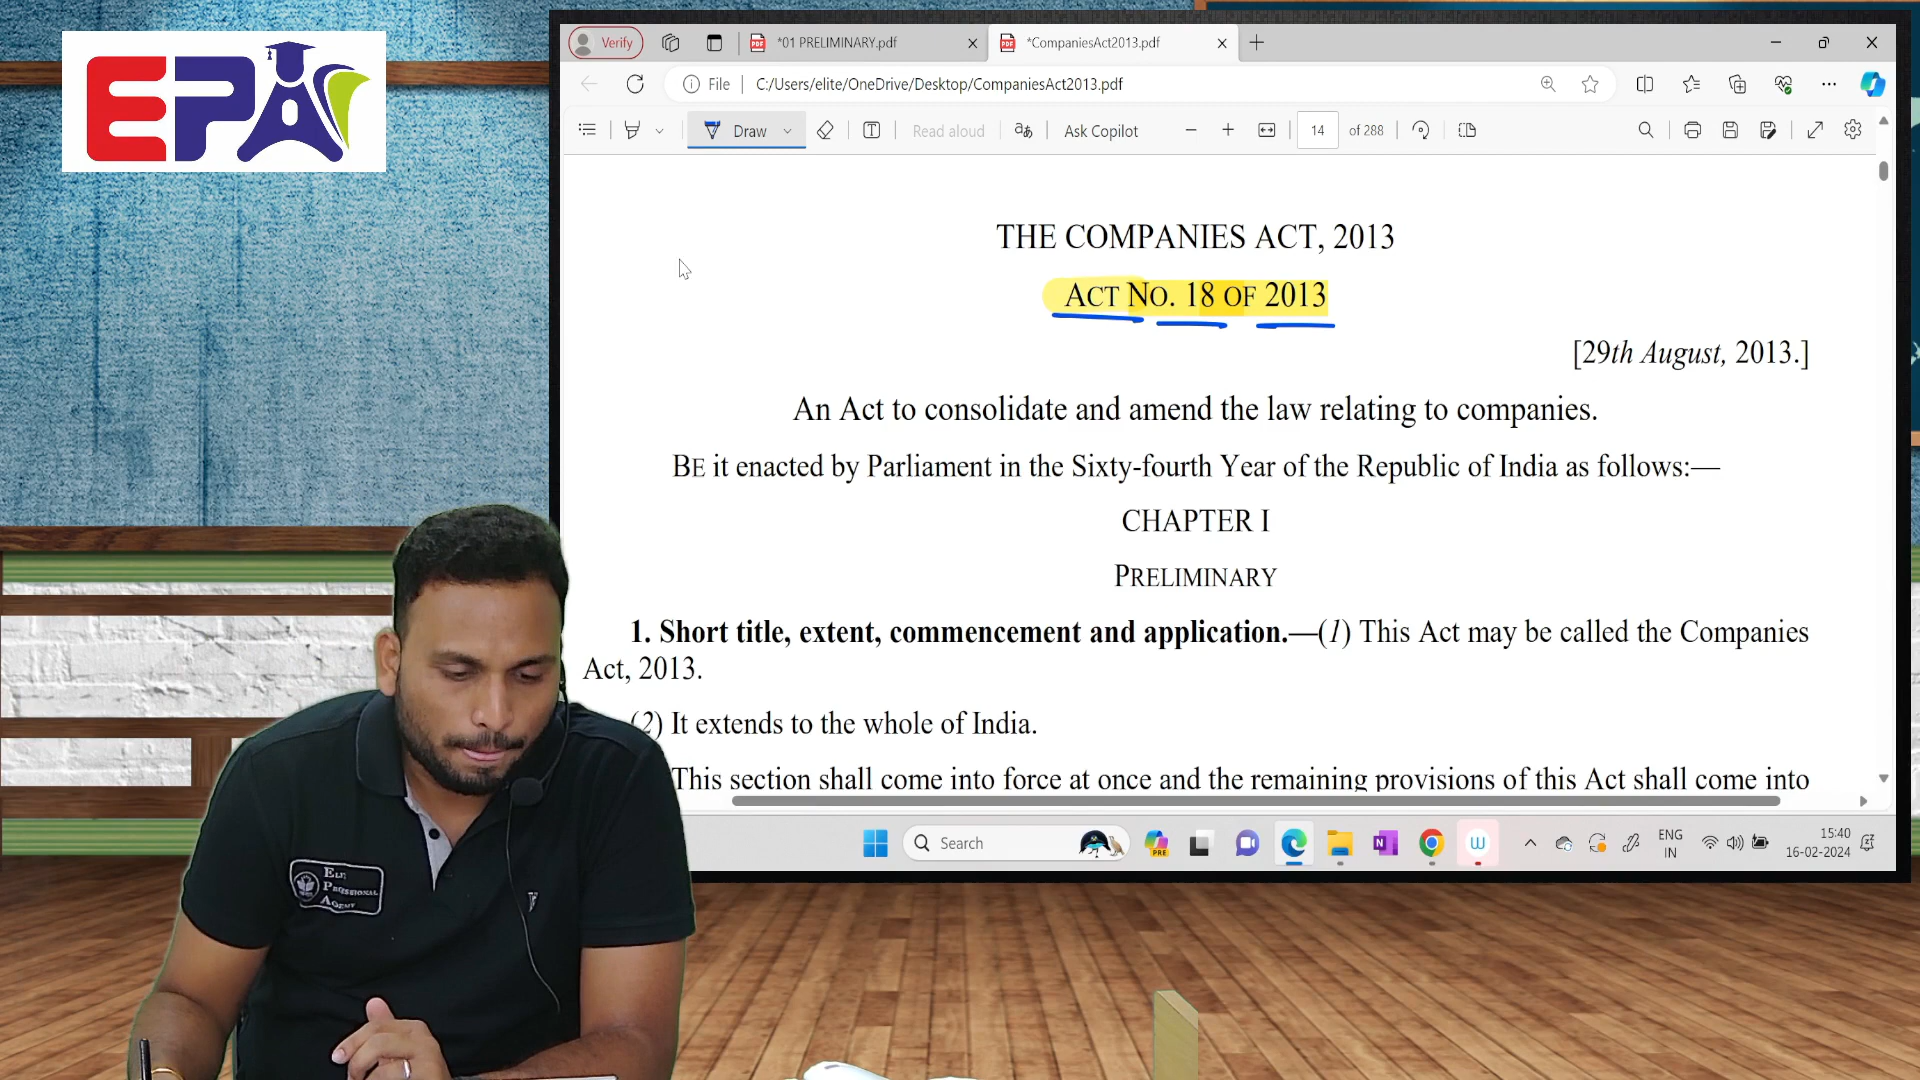 EPA
Verify
*01 PRELIMINARY.pdf
*CompaniesAct2013.pdf
File
C:/Users/elite/OneDrive/Desktop/CompaniesAct2013.pdf
Draw
Read aloud
aあ
Ask Copilot
14
of 288
THE COMPANIES ACT, 2013
ACT NO. 18 OF 2013
[29th August, 2013.]
An Act to consolidate and amend the law relating to companies.
BE it enacted by Parliament in the Sixty-fourth Year of the Republic of India as follows:—
CHAPTER I
PRELIMINARY
1. Short title, extent, commencement and application.—(1) This Act may be called the Companies
Act, 2013.
(2) It extends to the whole of India.
This section shall come into force at once and the remaining provisions of this Act shall come into
Search
PRE
ENG
IN
15:40
16-02-2024
PROFESSIONAL